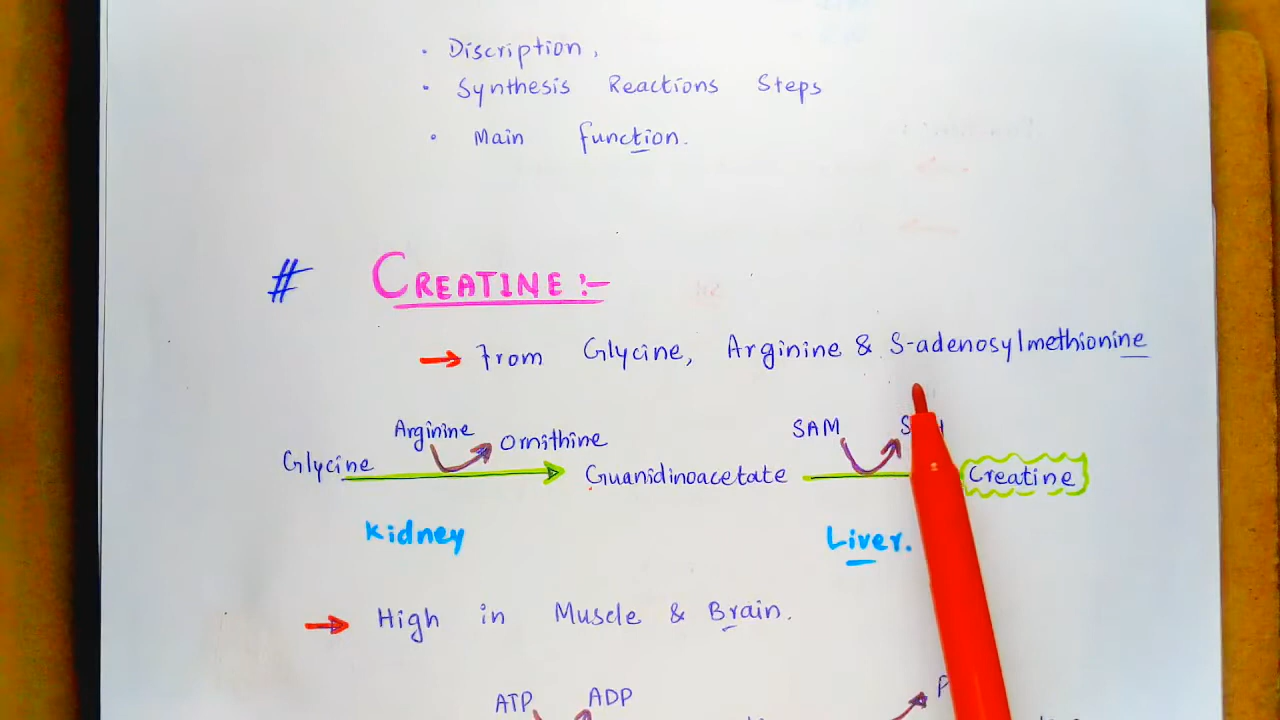 • Discription,
• Synthesis Reactions Steps
• Main function.
# CREATINE :-
→ From Glycine, Arginine & S-adenosylmethionine
Arginine Ornithine SAM
Glycine Guanidinoacetate Creatine
Kidney Liver.
→ High in Muscle & Brain.
ATP ADP